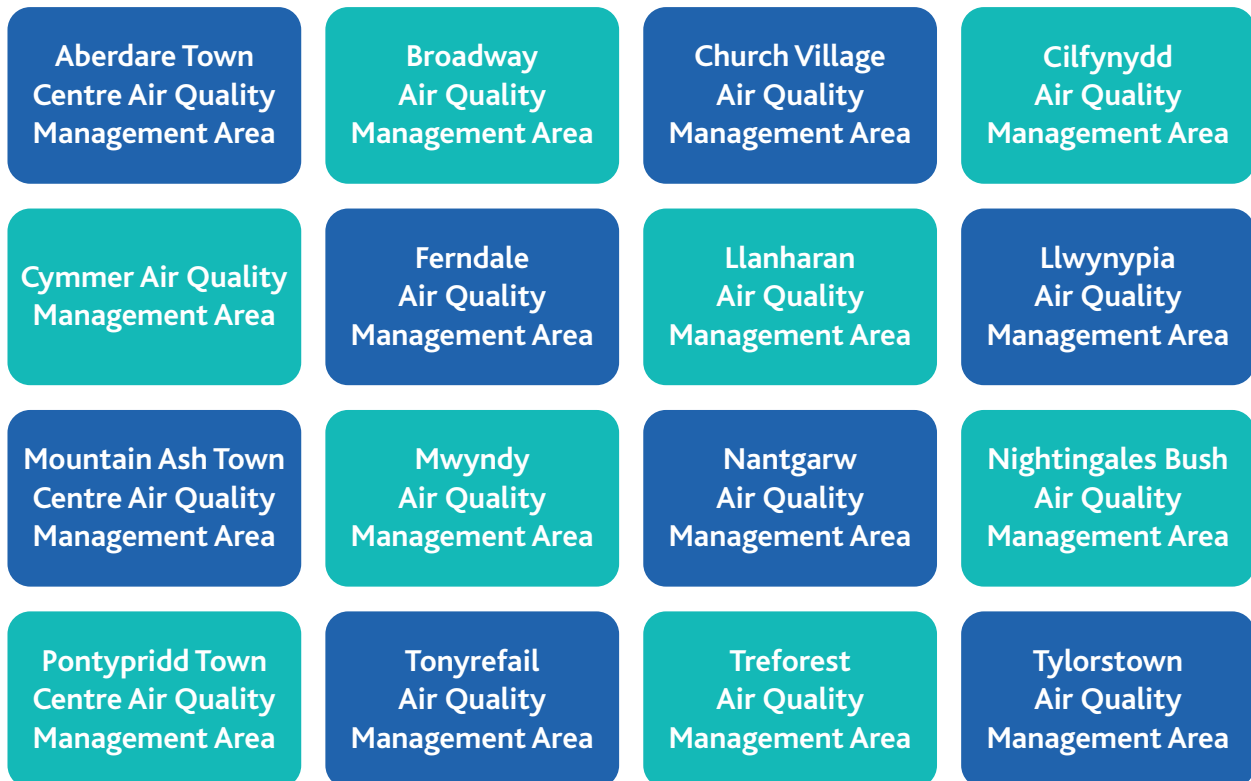 Aberdare Town
Centre Air Quality
Management Area
Broadway
Air Quality
Management Area
Church Village
Air Quality
Management Area
Cilfynydd
Air Quality
Management Area
Cymmer Air Quality
Management Area
Ferndale
Air Quality
Management Area
Llanharan
Air Quality
Management Area
Llwynypia
Air Quality
Management Area
Mountain Ash Town
Centre Air Quality
Management Area
Mwyndy
Air Quality
Management Area
Nantgarw
Air Quality
Management Area
Nightingales Bush
Air Quality
Management Area
Pontypridd Town
Centre Air Quality
Management Area
Tonyrefail
Air Quality
Management Area
Treforest
Air Quality
Management Area
Tylorstown
Air Quality
Management Area